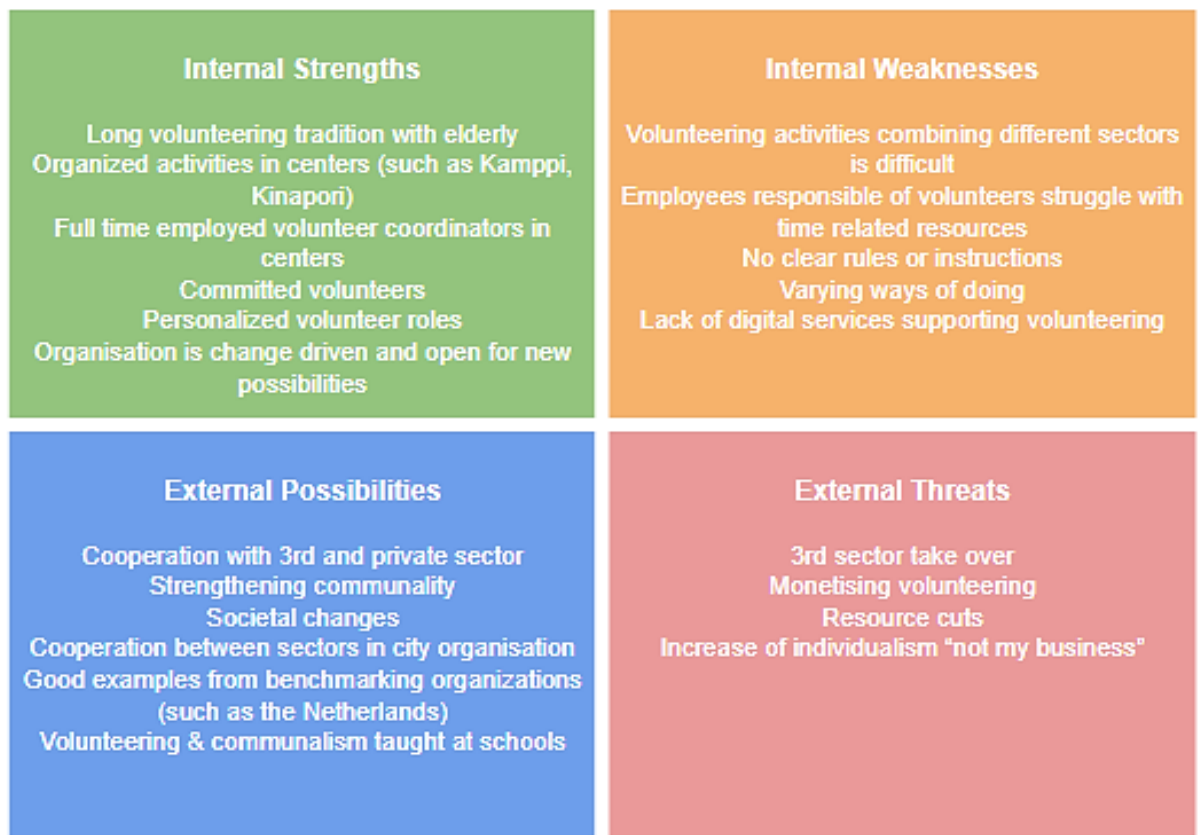 Internal Strengths
Long volunteering tradition with elderly
Organized activities in centers (such as Kamppi,
Kinapori)
Full time employed volunteer coordinators in
centers
Committed volunteers
Personalized volunteer roles
Organisation is change driven and open for new
possibilities
Internal Weaknesses
Volunteering activities combining different sectors
is difficult
Employees responsible of volunteers struggle with
time related resources
No clear rules or instructions
Varying ways of doing
Lack of digital services supporting volunteering
External Possibilities
Cooperation with 3rd and private sector
Strengthening communality
Societal changes
Cooperation between sectors in city organisation
Good examples from benchmarking organizations
(such as the Netherlands)
Volunteering & communalism taught at schools
External Threats
3rd sector take over
Monetising volunteering
Resource cuts
Increase of individualism “not my business”